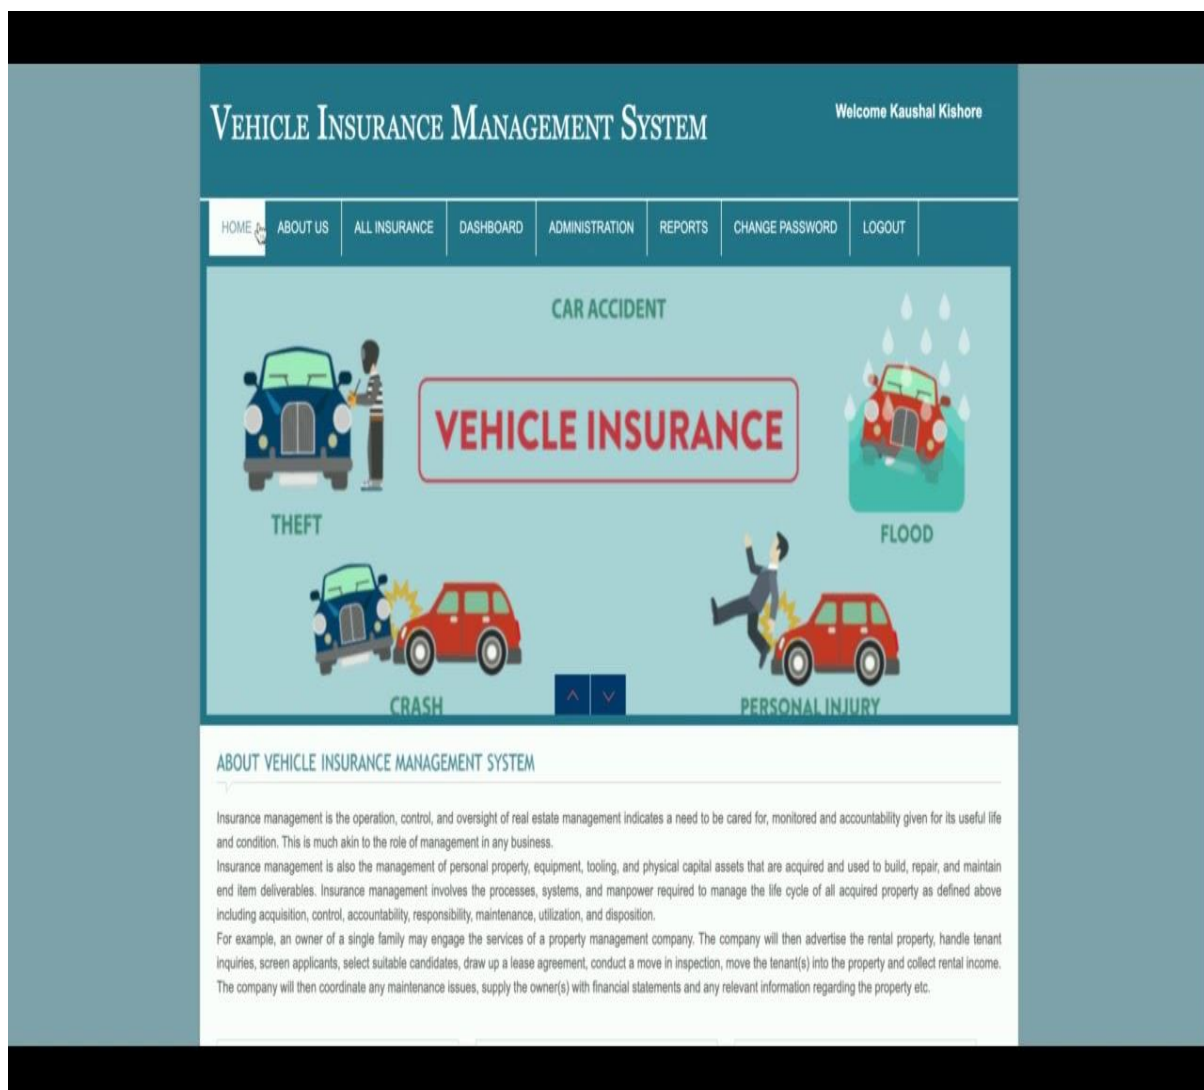 VEHICLE INSURANCE MANAGEMENT SYSTEM
Welcome Kaushal Kishore
HOME ABOUT US ALL INSURANCE DASHBOARD ADMINISTRATION REPORTS CHANGE PASSWORD LOGOUT
CAR ACCIDENT
VEHICLE INSURANCE
THEFT
FLOOD
CRASH
PERSONAL INJURY
ABOUT VEHICLE INSURANCE MANAGEMENT SYSTEM
Insurance management is the operation, control, and oversight of real estate management indicates a need to be cared for, monitored and accountability given for its useful life
and condition. This is much akin to the role of management in any business.
Insurance management is also the management of personal property, equipment, tooling, and physical capital assets that are acquired and used to build, repair, and maintain
end item deliverables. Insurance management involves the processes, systems, and manpower required to manage the life cycle of all acquired property as defined above
including acquisition, control, accountability, responsibility, maintenance, utilization, and disposition.
For example, an owner of a single family may engage the services of a property management company. The company will then advertise the rental property, handle tenant
inquiries, screen applicants, select suitable candidates, draw up a lease agreement, conduct a move in inspection, move the tenant(s) into the property and collect rental income.
The company will then coordinate any maintenance issues, supply the owner(s) with financial statements and any relevant information regarding the property etc.